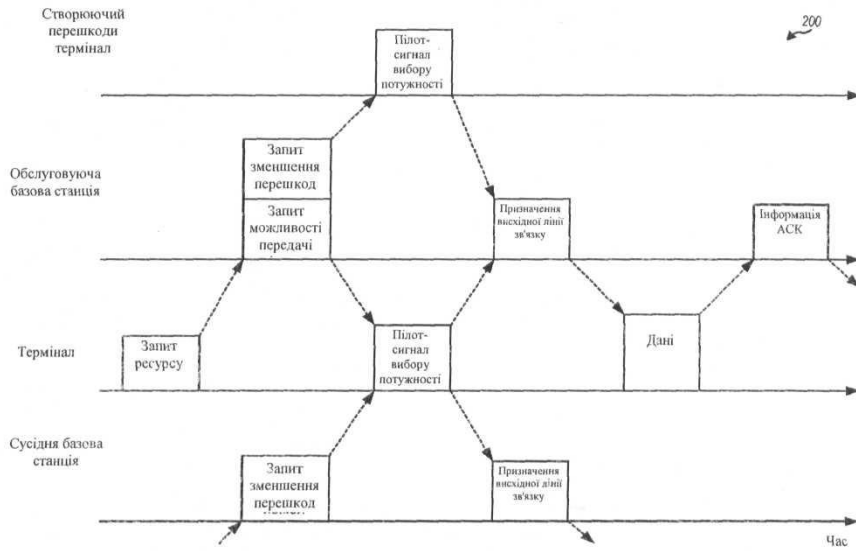 Створюючий
перешкоди
термінал
200
Пілот-
сигнал
вибору
потужності
Обслуговуюча
базова станція
Запит
зменшення
перешкод
Запит
можливості
передачі
Призначення
висхідної лінії
зв'язку
Інформація
АСК
Термінал
Запит
ресурсу
Пілот-
сигнал
вибору
потужності
Дані
Сусідня базова
станція
Запит
зменшення
перешкод
Призначення
висхідної лінії
зв'язку
Час